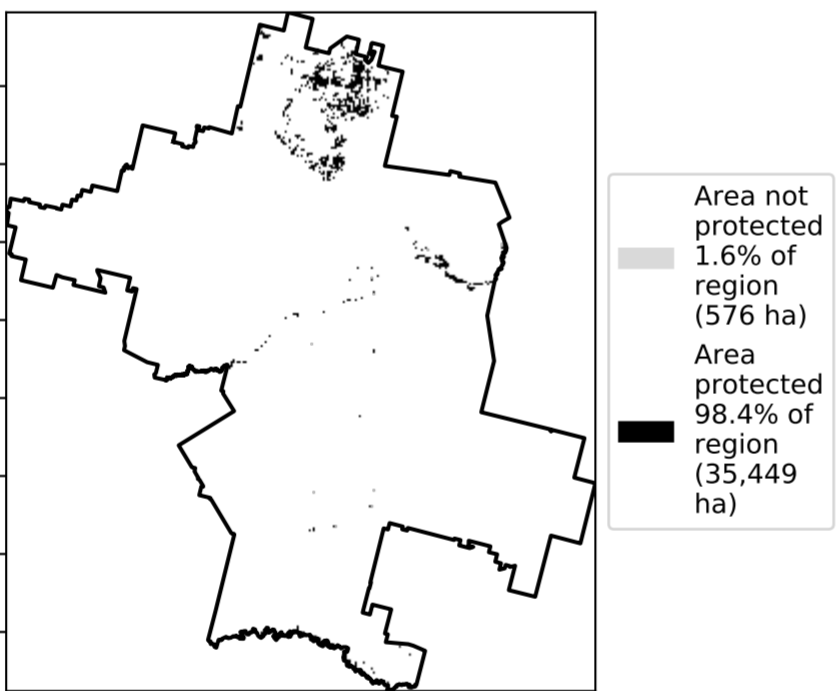 Area not
protected
1.6% of
region
(576 ha)
Area
protected
98.4% of
region
(35,449
ha)